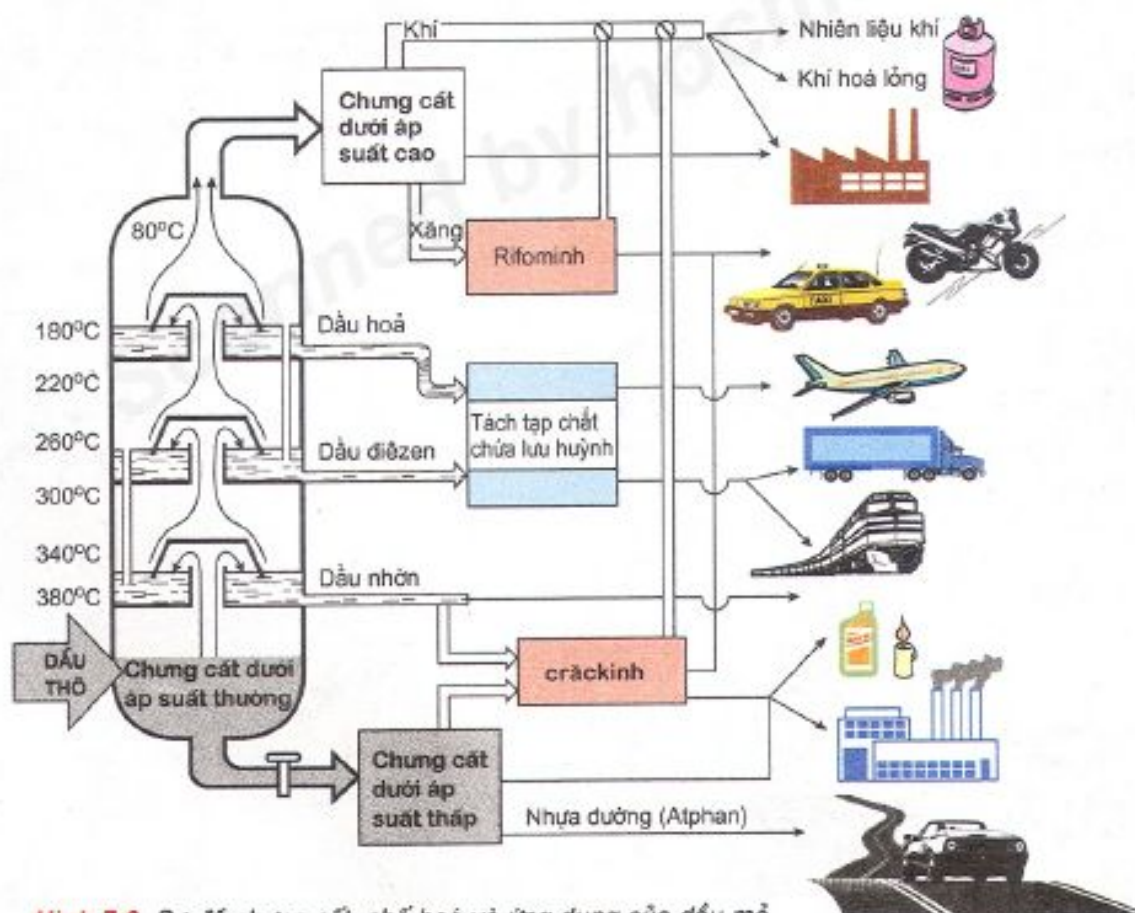 Khí
Nhiên liệu khí
Khí hoá lỏng
Chưng cất
dưới áp
suất cao
80°C
Xăng
Rifominh
TAXI
180°C
Dầu hoả
220°C
Tách tạp chất
chứa lưu huỳnh
260°C
Dầu điêzen
300°C
340°C
Dầu nhờn
380°C
DẦU
THÔ
Chưng cất dưới
áp suất thường
crăckinh
Chưng cất
dưới áp
suất thấp
Nhựa đường (Atphan)